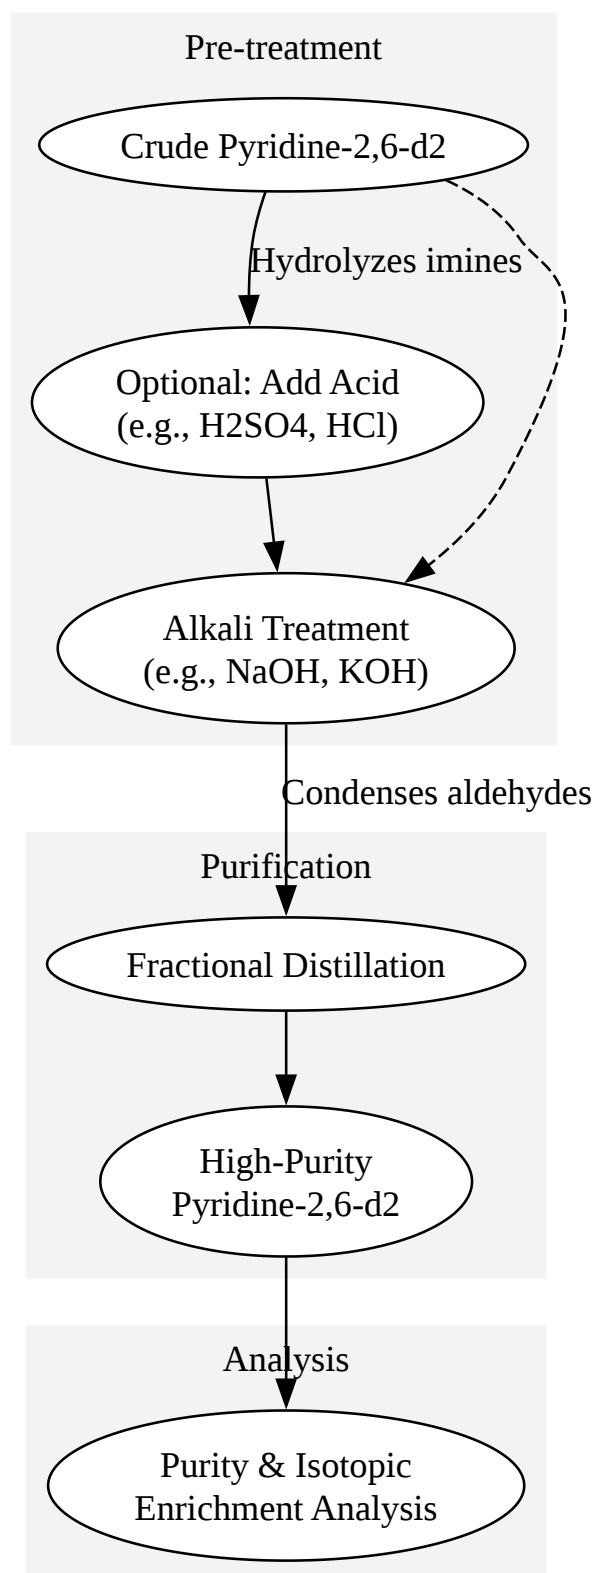 Pre-treatment
Crude Pyridine-2,6-d2
Hydrolyzes imines
Optional: Add Acid
(e.g., H2SO4, HCl)
Alkali Treatment
(e.g., NaOH, KOH)
Condenses aldehydes
Purification
Fractional Distillation
High-Purity
Pyridine-2,6-d2
Analysis
Purity & Isotopic
Enrichment Analysis